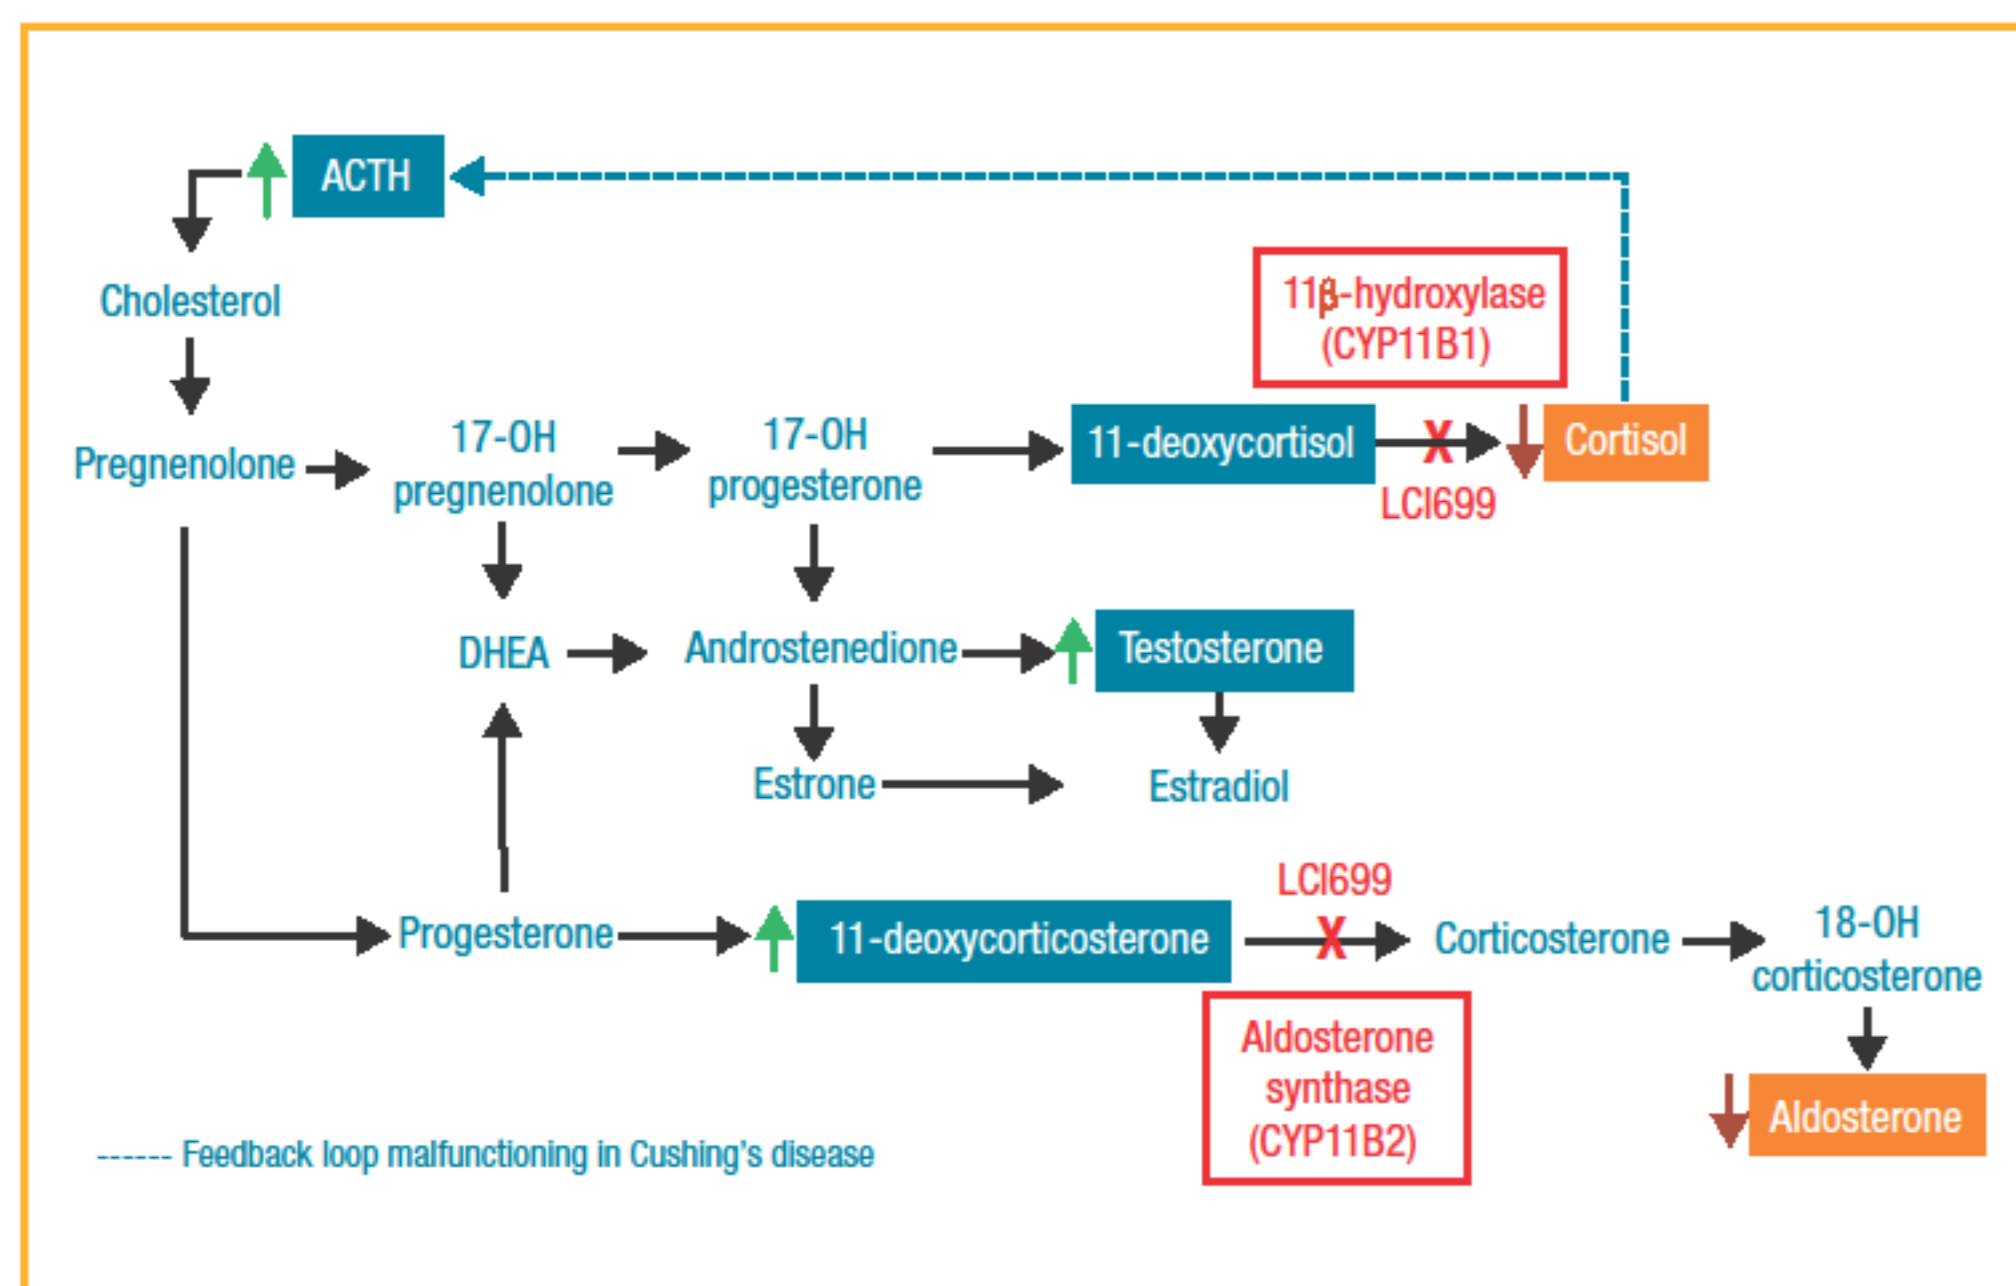 ACTH
Cholesterol
11β-hydroxylase
(CYP11B1)
Pregnenolone
17-OH
pregnenolone
17-OH
progesterone
11-deoxycortisol
X
LCI699
Cortisol
DHEA
Androstenedione
Testosterone
Estrone
Estradiol
Progesterone
11-deoxycorticosterone
LCI699
X
Corticosterone
18-OH
corticosterone
Aldosterone
synthase
(CYP11B2)
Aldosterone
------ Feedback loop malfunctioning in Cushing's disease